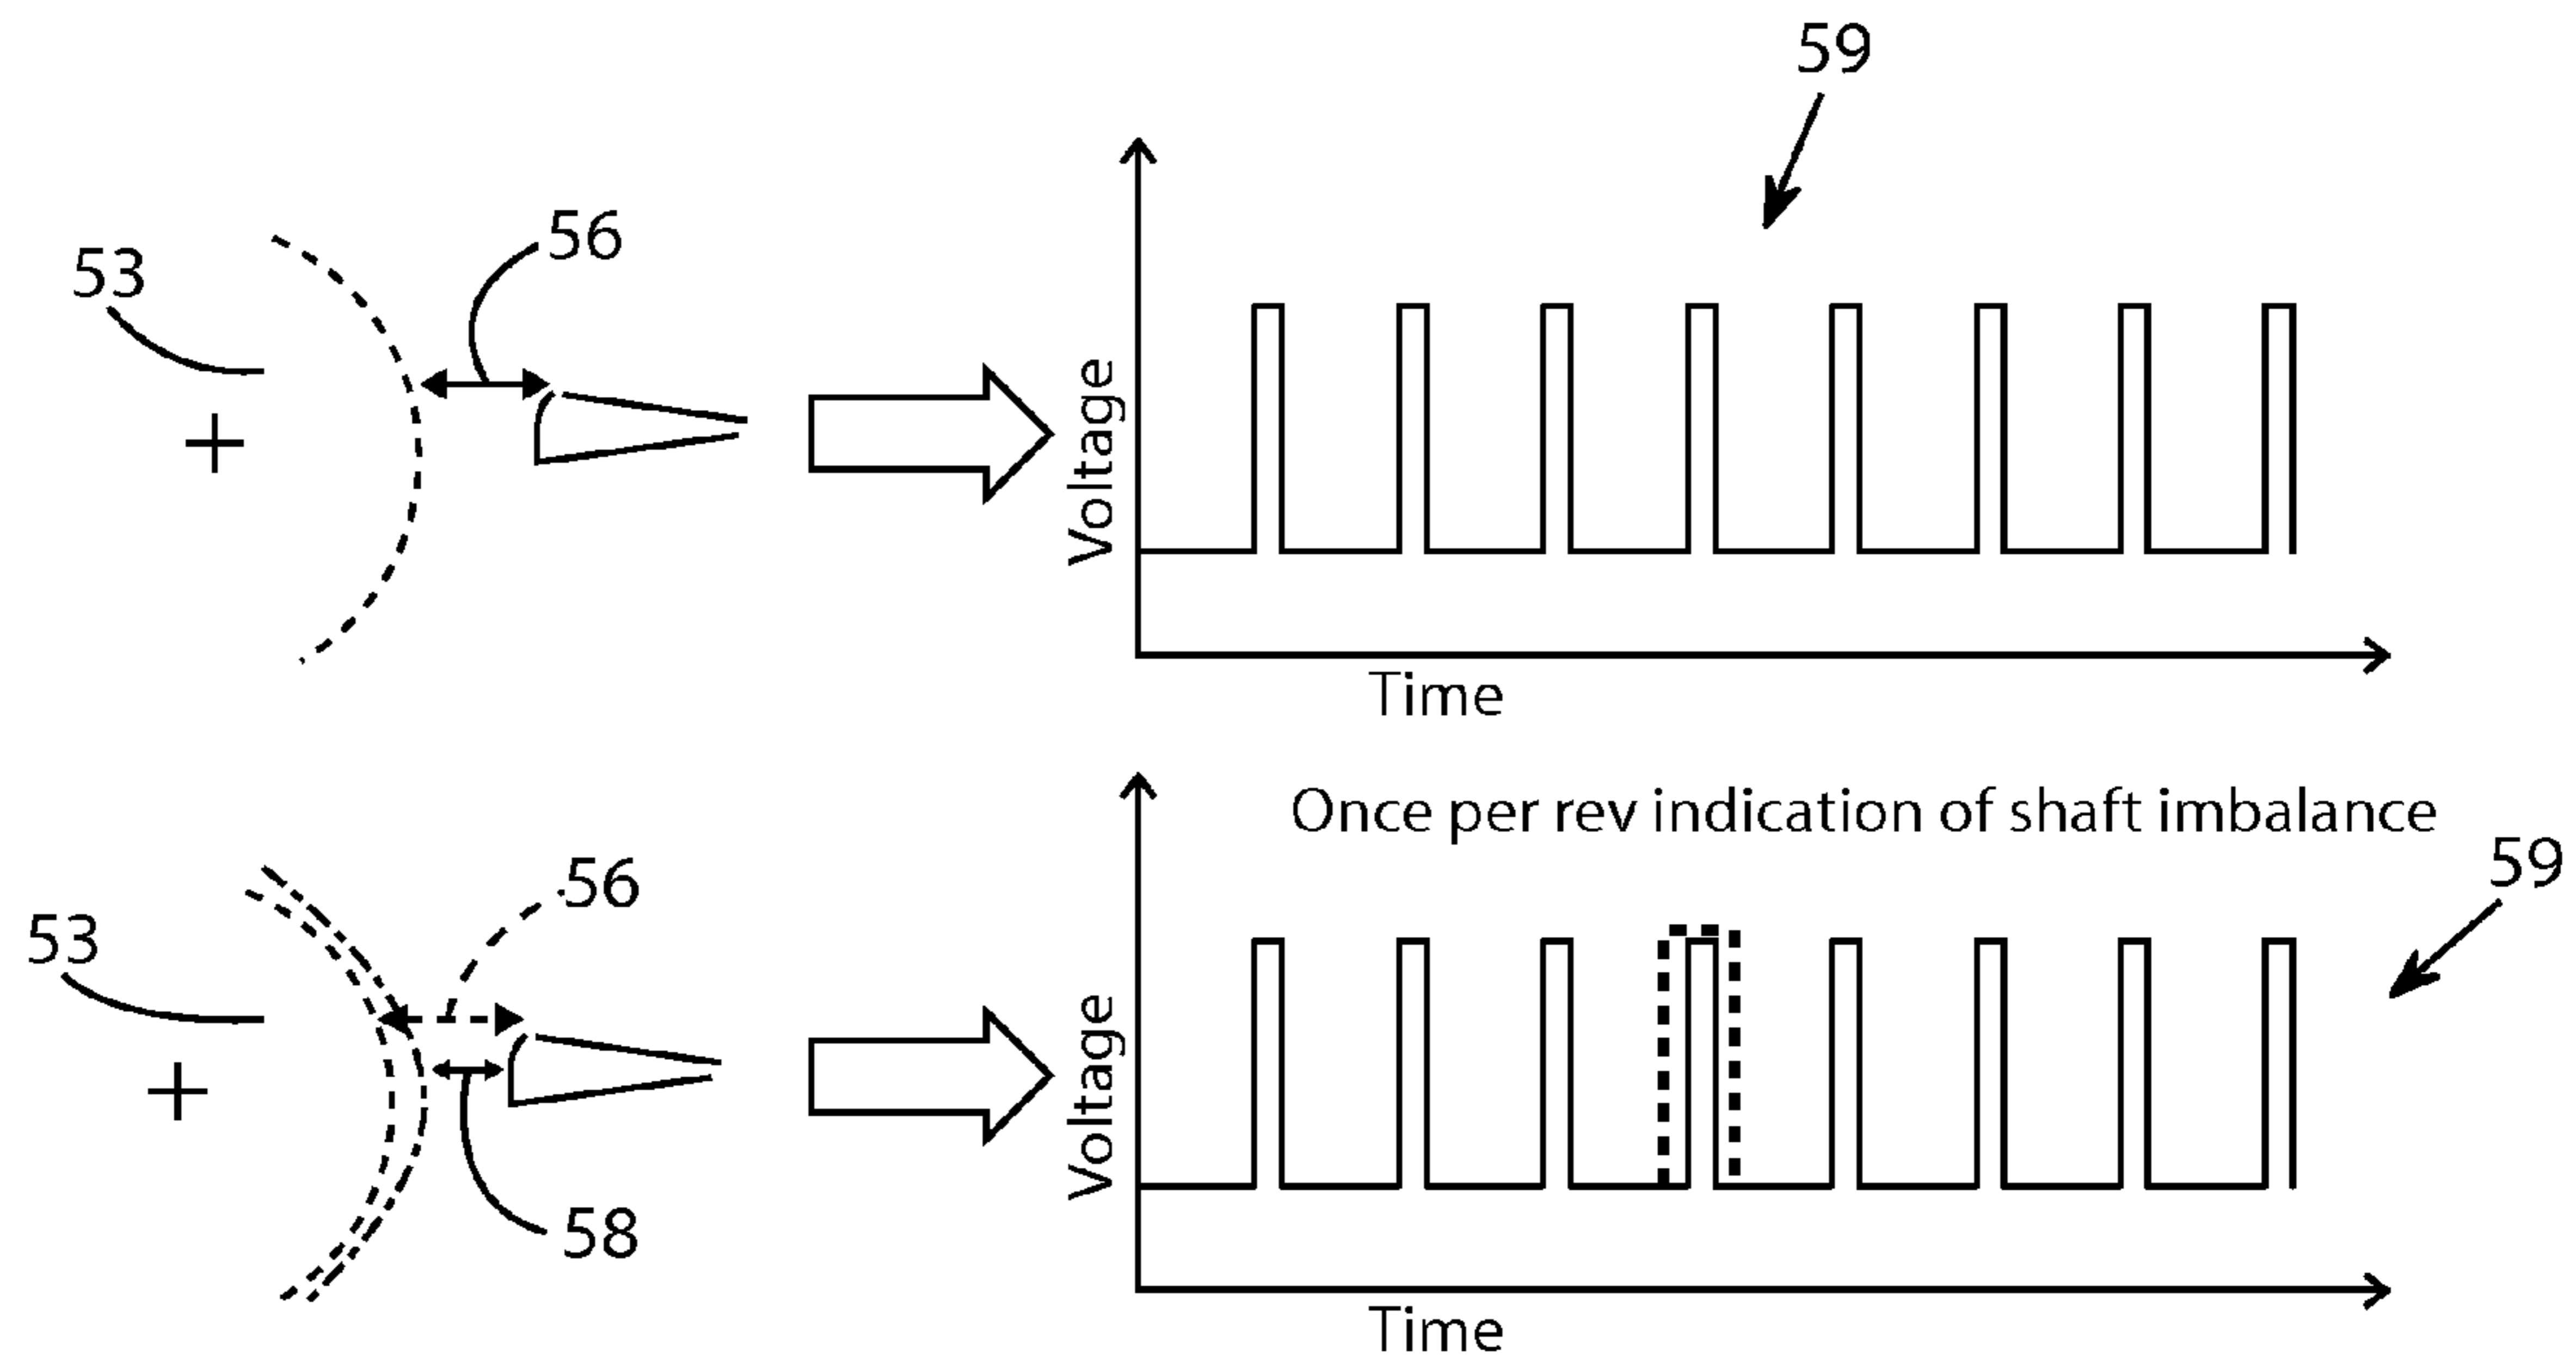 59
56
53
Voltage
Time
Once per rev indication of shaft imbalance
59
56
53
58
Voltage
Time